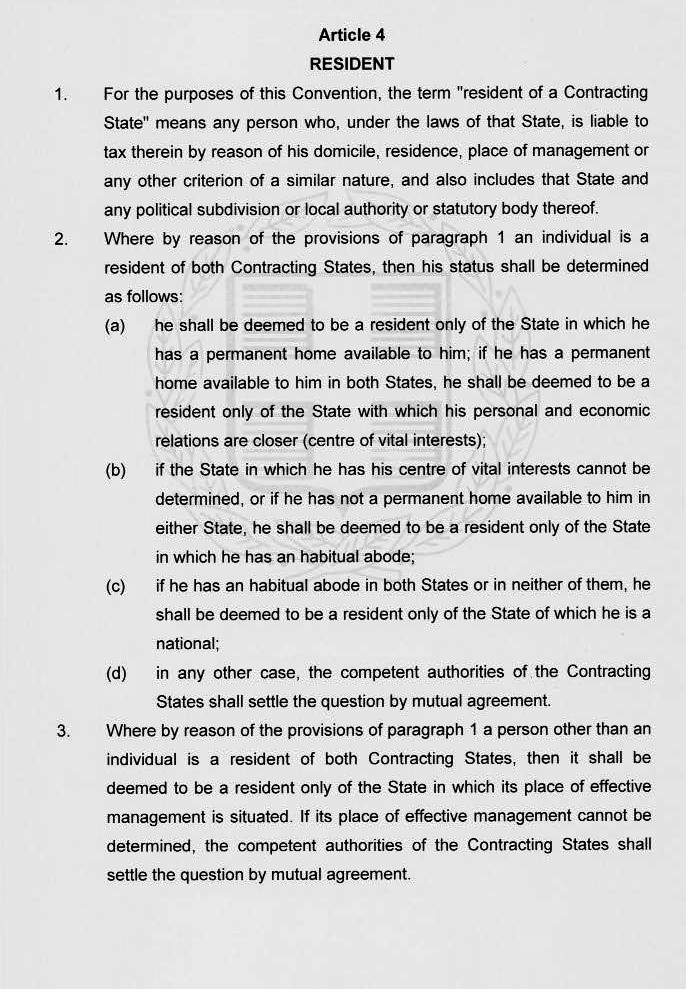 Article 4
RESIDENT
1. For the purposes of this Convention, the term "resident of a Contracting
State" means any person who, under the laws of that State, is liable to
tax therein by reason of his domicile, residence, place of management or
any other criterion of a similar nature, and also includes that State and
any political subdivision or local authority or statutory body thereof.
2. Where by reason of the provisions of paragraph 1 an individual is a
resident of both Contracting States, then his status shall be determined
as follows:
(a) he shall be deemed to be a resident only of the State in which he
has a permanent home available to him; if he has a permanent
home available to him in both States, he shall be deemed to be a
resident only of the State with which his personal and economic
relations are closer (centre of vital interests);
(b) if the State in which he has his centre of vital interests cannot be
determined, or if he has not a permanent home available to him in
either State, he shall be deemed to be a resident only of the State
in which he has an habitual abode;
(c) if he has an habitual abode in both States or in neither of them, he
shall be deemed to be a resident only of the State of which he is a
national;
(d) in any other case, the competent authorities of the Contracting
States shall settle the question by mutual agreement.
3. Where by reason of the provisions of paragraph 1 a person other than an
individual is a resident of both Contracting States, then it shall be
deemed to be a resident only of the State in which its place of effective
management is situated. If its place of effective management cannot be
determined, the competent authorities of the Contracting States shall
settle the question by mutual agreement.